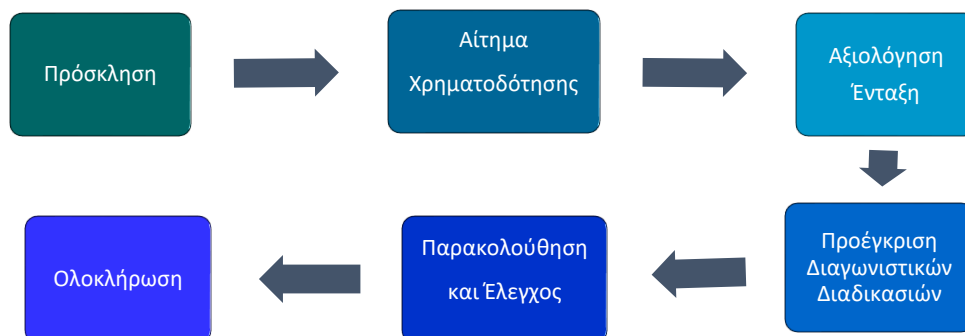 Πρόσκληση
Αίτημα
Χρηματοδότησης
Αξιολόγηση
Ένταξη
Προέγκριση
Διαγωνιστικών
Διαδικασιών
Παρακολούθηση
και Έλεγχος
Ολοκλήρωση